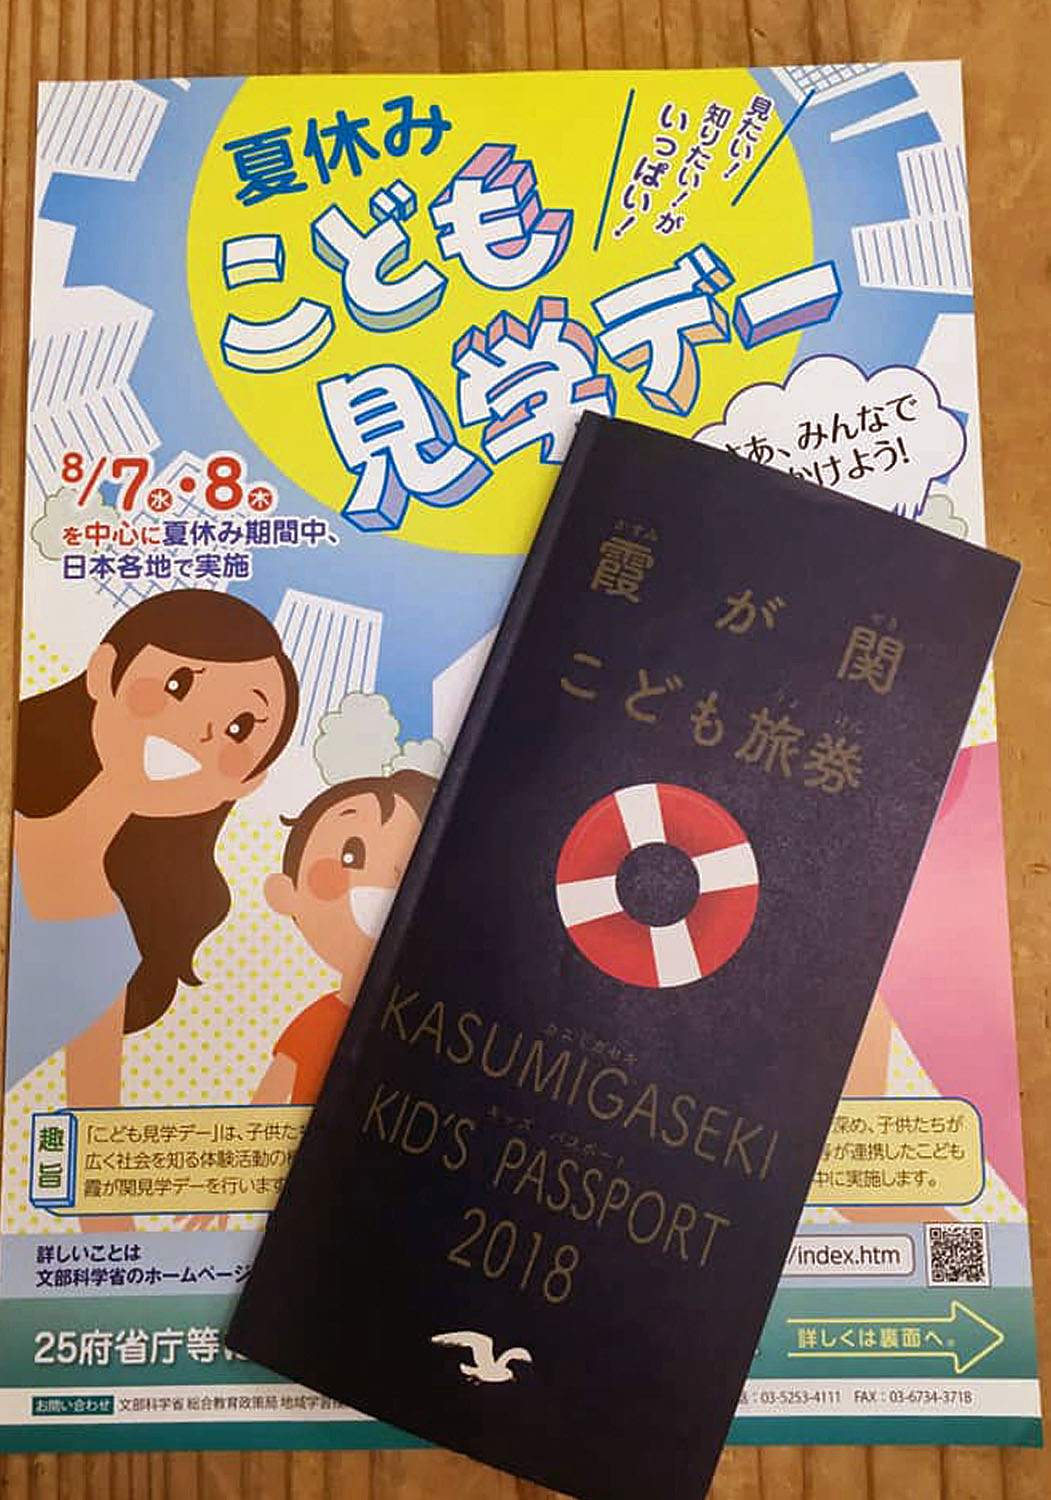 夏休み
こども
見学デー
見たい!
知りたい!が
いっぱい!
みんなで
かけよう!
8/7水・8木
を中心に夏休み期間中、
日本各地で実施
かすみ せき
霞が関
りょ けん
こども旅券
KASUMIGASEKI
キッズ パスポート
KID'S PASSPORT
2018
趣旨
「こども見学デー」は、子供た
広く社会を知る体験活動の機
霞が関見学デーを行います
深め、子供たちが
等が連携したこども
中に実施します。
詳しいことは
文部科学省のホームページ
/index.htm
25府省庁等
詳しくは裏面へ。
お問い合わせ 文部科学省 総合教育政策局 地域学習
:03-5253-4111 FAX:03-6734-3718